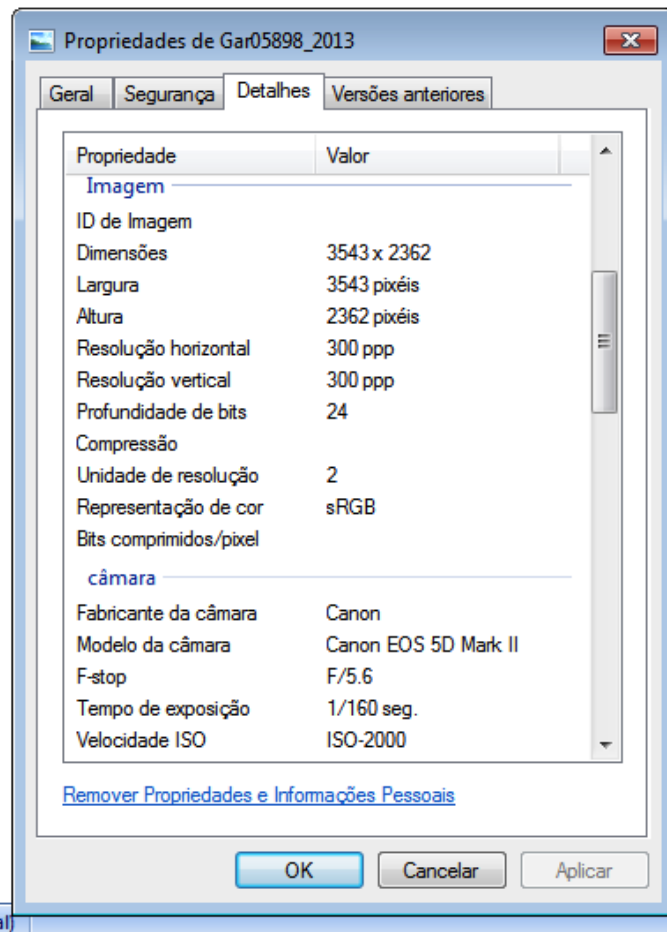 Propriedades de Gar05898_2013
Geral Segurança Detalhes Versões anteriores
Propriedade Valor
Imagem
ID de Imagem
Dimensões 3543 x 2362
Largura 3543 pixéis
Altura 2362 pixéis
Resolução horizontal 300 ppp
Resolução vertical 300 ppp
Profundidade de bits 24
Compressão
Unidade de resolução 2
Representação de cor sRGB
Bits comprimidos/pixel
câmara
Fabricante da câmara Canon
Modelo da câmara Canon EOS 5D Mark II
F-stop F/5.6
Tempo de exposição 1/160 seg.
Velocidade ISO ISO-2000
Remover Propriedades e Informações Pessoais
OK Cancelar Aplicar